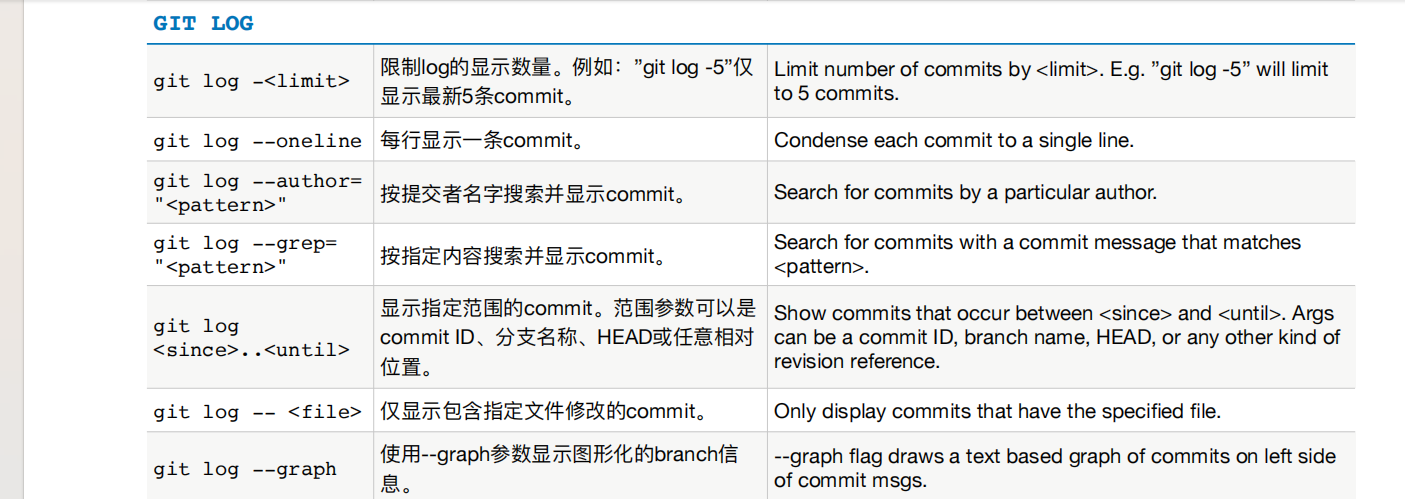 GIT LOG
git log -<limit>
限制log的显示数量。例如：”git log -5”仅
显示最新5条commit。
Limit number of commits by <limit>. E.g. ”git log -5” will limit
to 5 commits.
git log --oneline
每行显示一条commit。
Condense each commit to a single line.
git log --author=
"<pattern>"
按提交者名字搜索并显示commit。
Search for commits by a particular author.
git log --grep=
"<pattern>"
按指定内容搜索并显示commit。
Search for commits with a commit message that matches
<pattern>.
git log
<since>..<until>
显示指定范围的commit。范围参数可以是
commit ID、分支名称、HEAD或任意相对
位置。
Show commits that occur between <since> and <until>. Args
can be a commit ID, branch name, HEAD, or any other kind of
revision reference.
git log -- <file>
仅显示包含指定文件修改的commit。
Only display commits that have the specified file.
git log --graph
使用--graph参数显示图形化的branch信
息。
--graph flag draws a text based graph of commits on left side
of commit msgs.